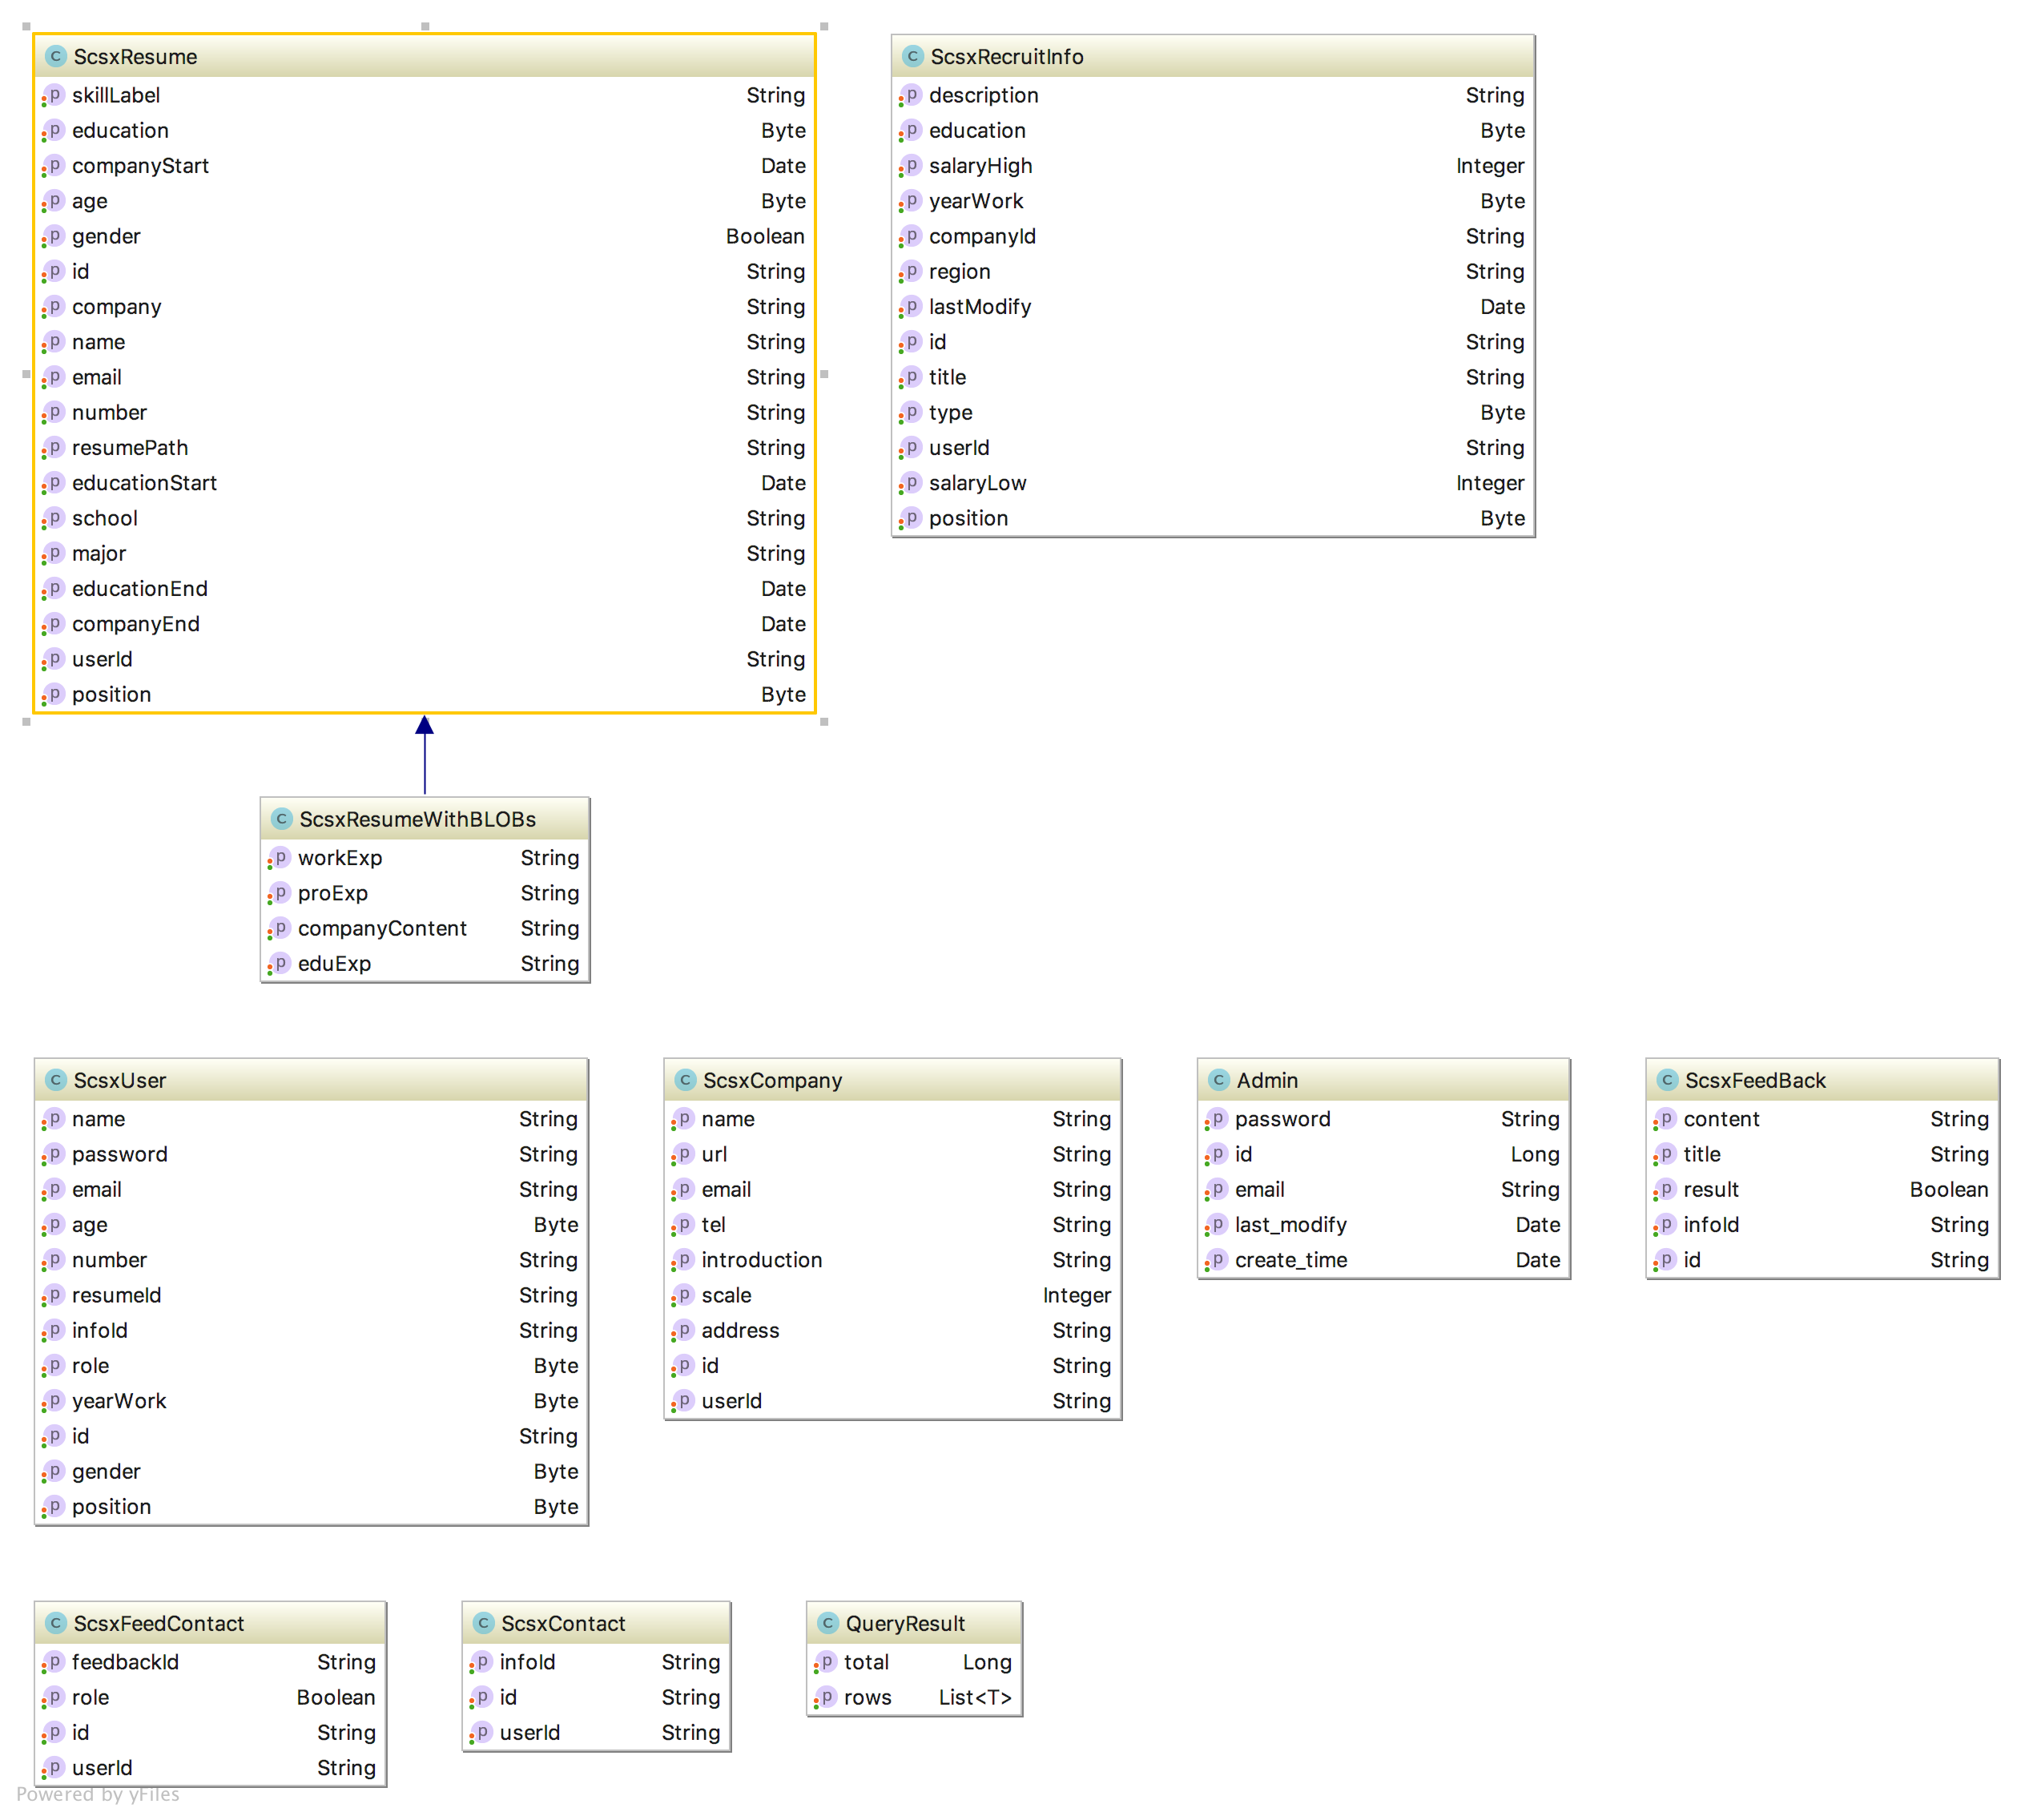 C ScsxResume
p skillLabel String
p education Byte
p companyStart Date
p age Byte
p gender Boolean
p id String
p company String
p name String
p email String
p number String
p resumePath String
p educationStart Date
p school String
p major String
p educationEnd Date
p companyEnd Date
p userId String
p position Byte
C ScsxRecruitInfo
p description String
p education Byte
p salaryHigh Integer
p yearWork Byte
p companyId String
p region String
p lastModify Date
p id String
p title String
p type Byte
p userId String
p salaryLow Integer
p position Byte
C ScsxResumeWithBLOBs
p workExp String
p proExp String
p companyContent String
p eduExp String
C ScsxUser
p name String
p password String
p email String
p age Byte
p number String
p resumeId String
p infoId String
p role Byte
p yearWork Byte
p id String
p gender Byte
p position Byte
C ScsxCompany
p name String
p url String
p email String
p tel String
p introduction String
p scale Integer
p address String
p id String
p userId String
C Admin
p password String
p id Long
p email String
p last_modify Date
p create_time Date
C ScsxFeedBack
p content String
p title String
p result Boolean
p infoId String
p id String
C ScsxFeedContact
p feedbackId String
p role Boolean
p id String
p userId String
C ScsxContact
p infoId String
p id String
p userId String
C QueryResult
p total Long
p rows List<T>
Powered by yFiles